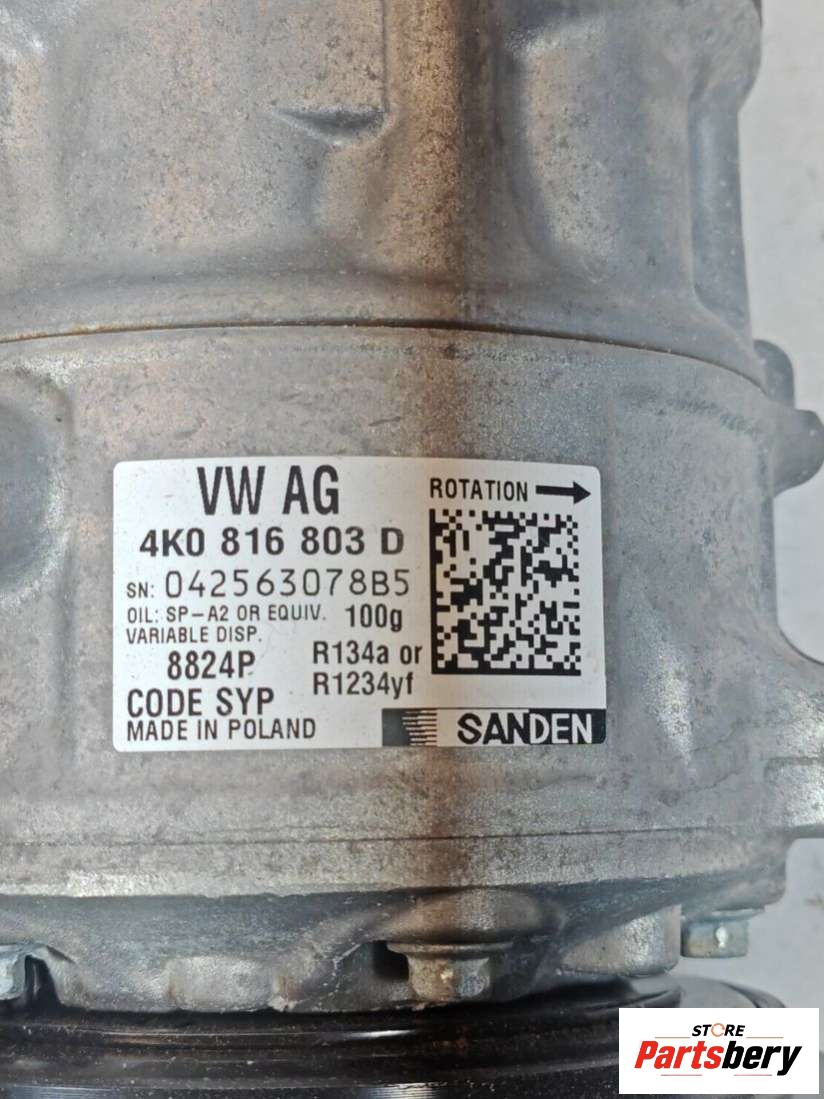 VW AG
ROTATION
4K0 816 803 D
SN: 042563078B5
OIL: SP-A2 OR EQUIV. 100g
VARIABLE DISP.
8824P R134a or
R1234yf
CODE SYP
MADE IN POLAND
SANDEN
STORE
Partsbery